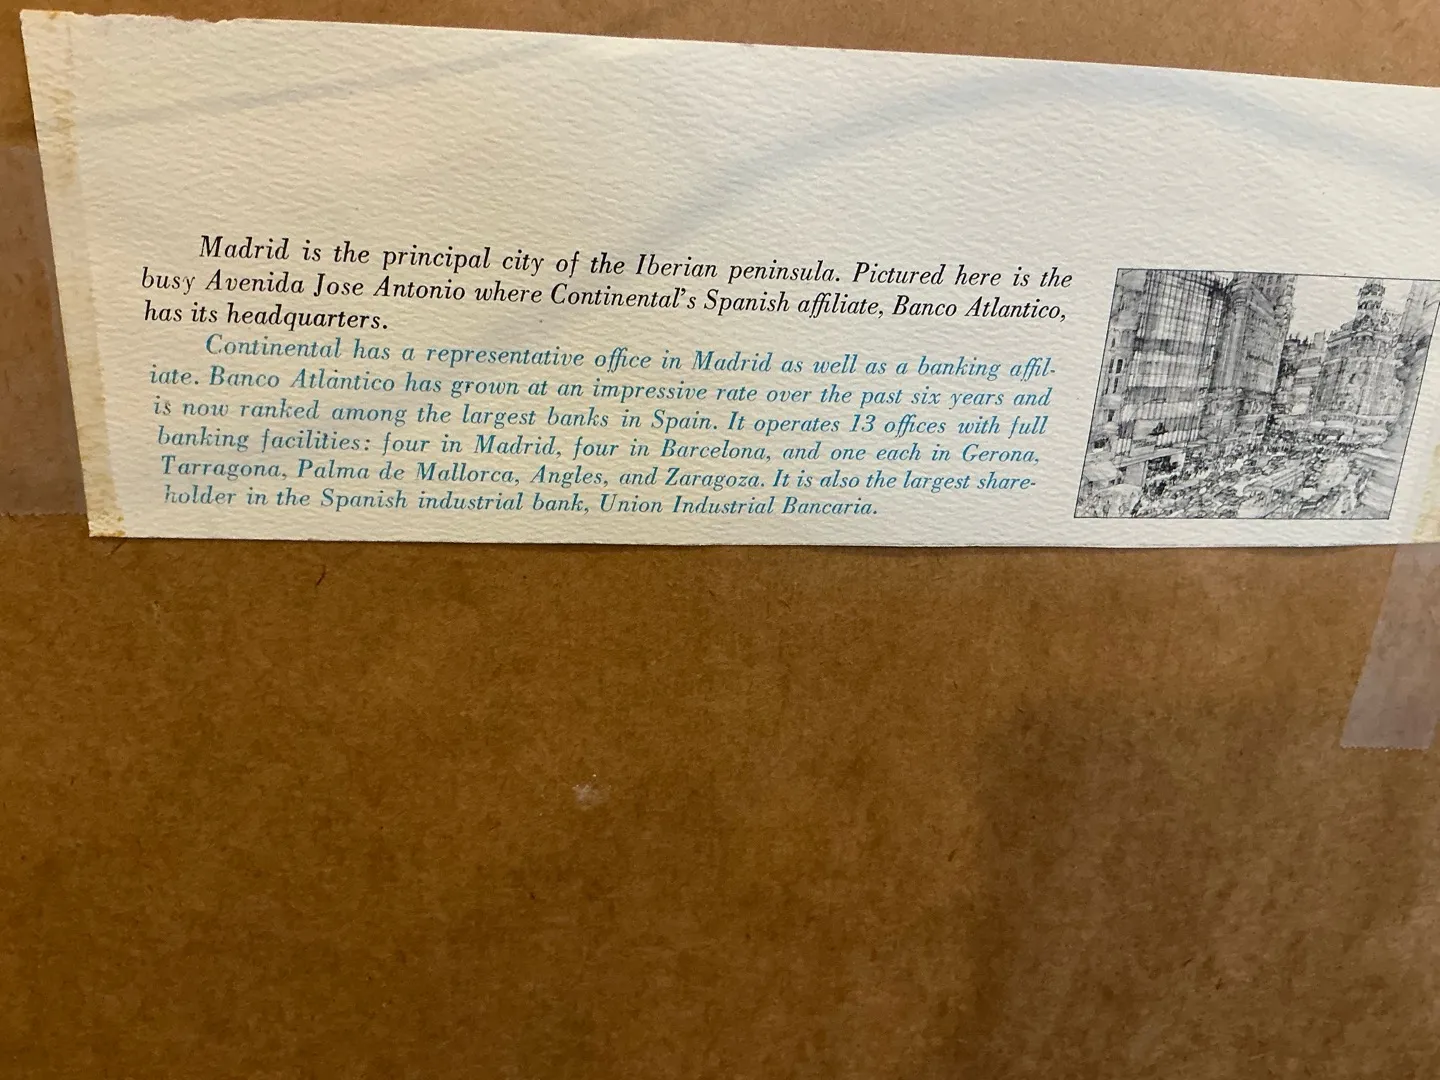 Madrid is the principal city of the Iberian peninsula. Pictured here is the
busy Avenida Jose Antonio where Continental's Spanish affiliate, Banco Atlantico,
has its headquarters.
Continental has a representative office in Madrid as well as a banking affil-
iate. Banco Atlantico has grown at an impressive rate over the past six years and
is now ranked among the largest banks in Spain. It operates 13 offices with full
banking facilities: four in Madrid, four in Barcelona, and one each in Gerona,
Tarragona, Palma de Mallorca, Angles, and Zaragoza. It is also the largest share-
holder in the Spanish industrial bank, Union Industrial Bancaria.